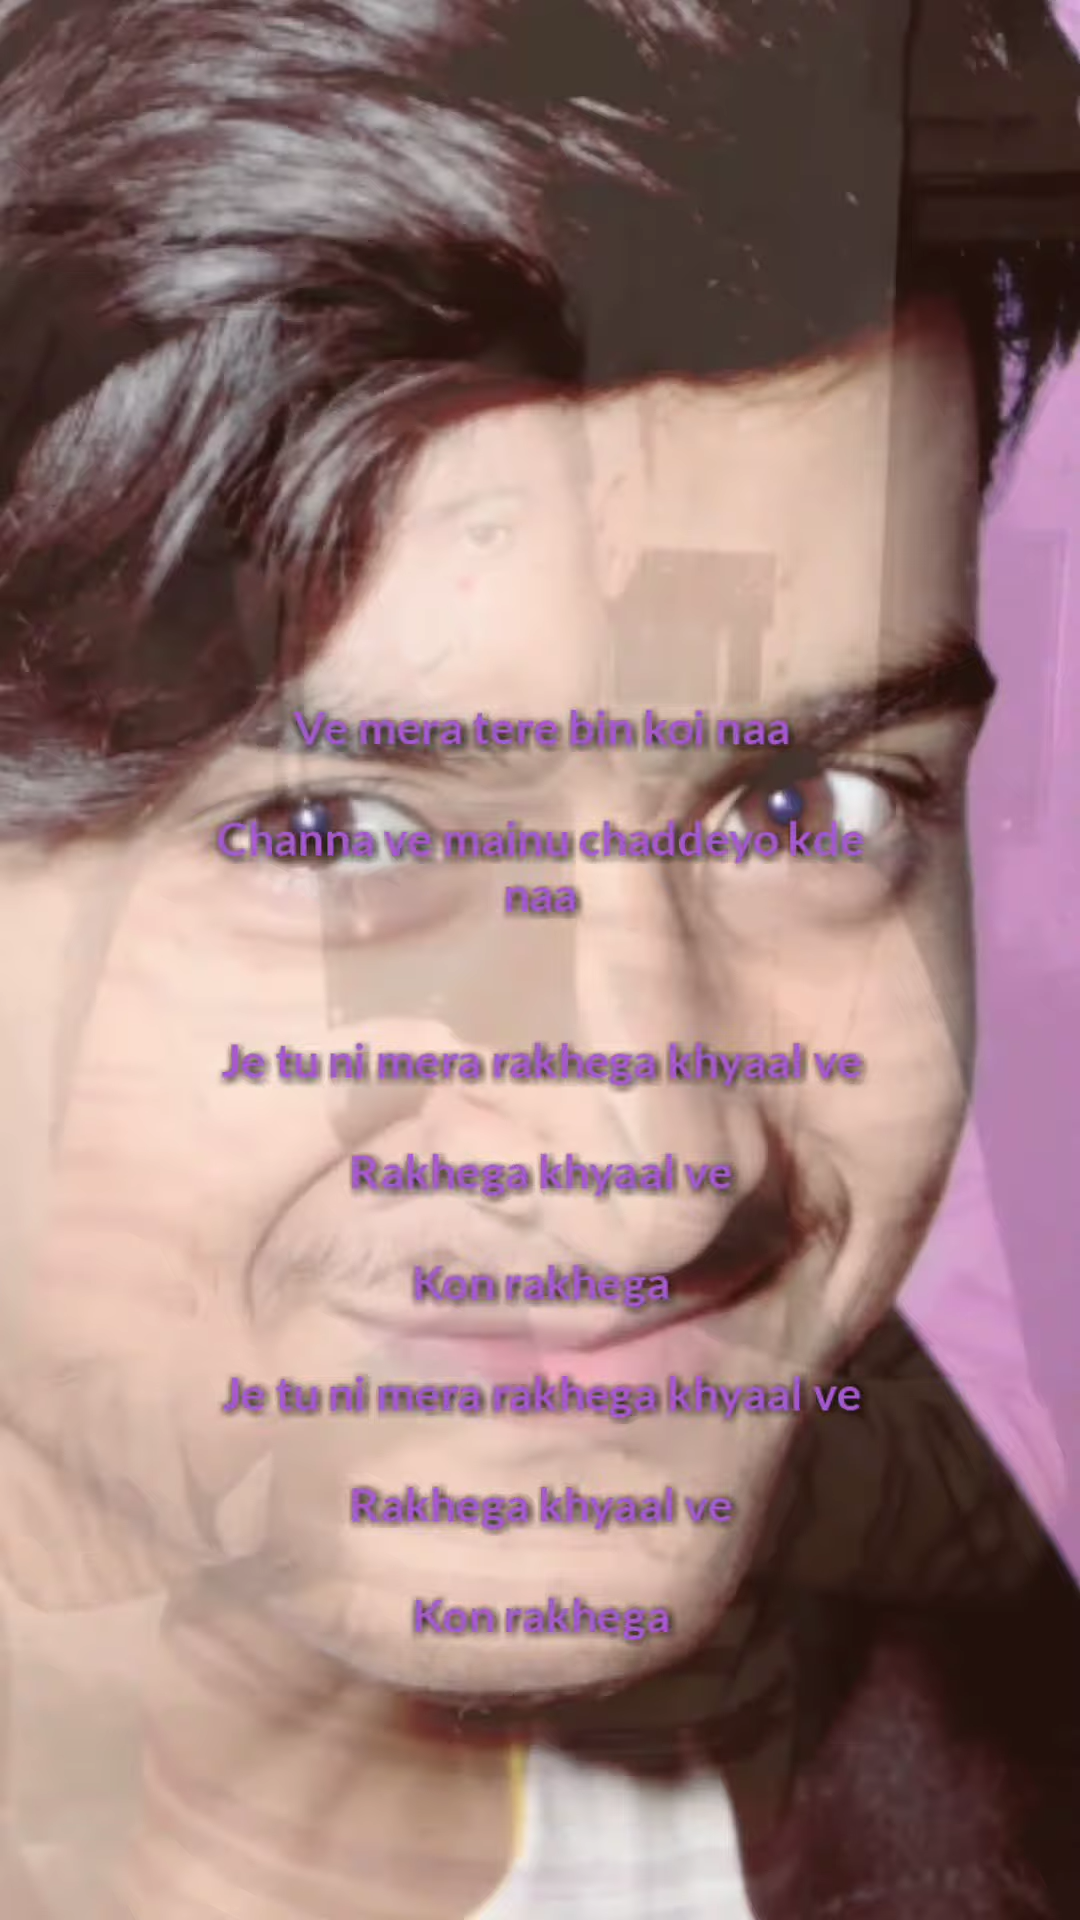 Ve mera tere bin koi naa
Channa ve mainu chaddeyo kde
naa
Je tu ni mera rakhega khyaal ve
Rakhega khyaal ve
Kon rakhega
Je tu ni mera rakhega khyaal ve
Rakhega khyaal ve
Kon rakhega